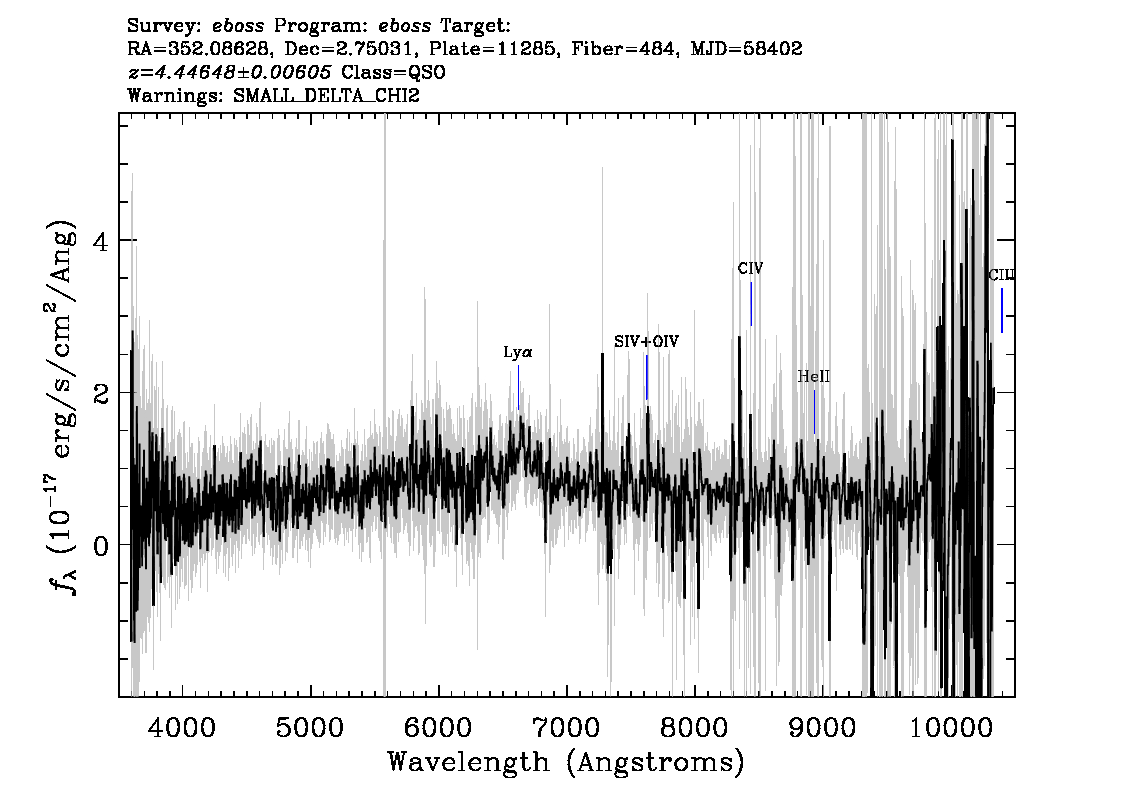 Survey: eboss Program: eboss Target:
RA=352.08628, Dec=2.75031, Plate=11285, Fiber=484, MJD=58402
z=4.44648±0.00605 Class=QSO
Warnings: SMALL_DELTA_CHI2
CIV
CIII
SIV+OIV
Lyα
HeII
4
2
0
fλ (10⁻¹⁷ erg/s/cm²/Ang)
4000 5000 6000 7000 8000 9000 10000
Wavelength (Angstroms)